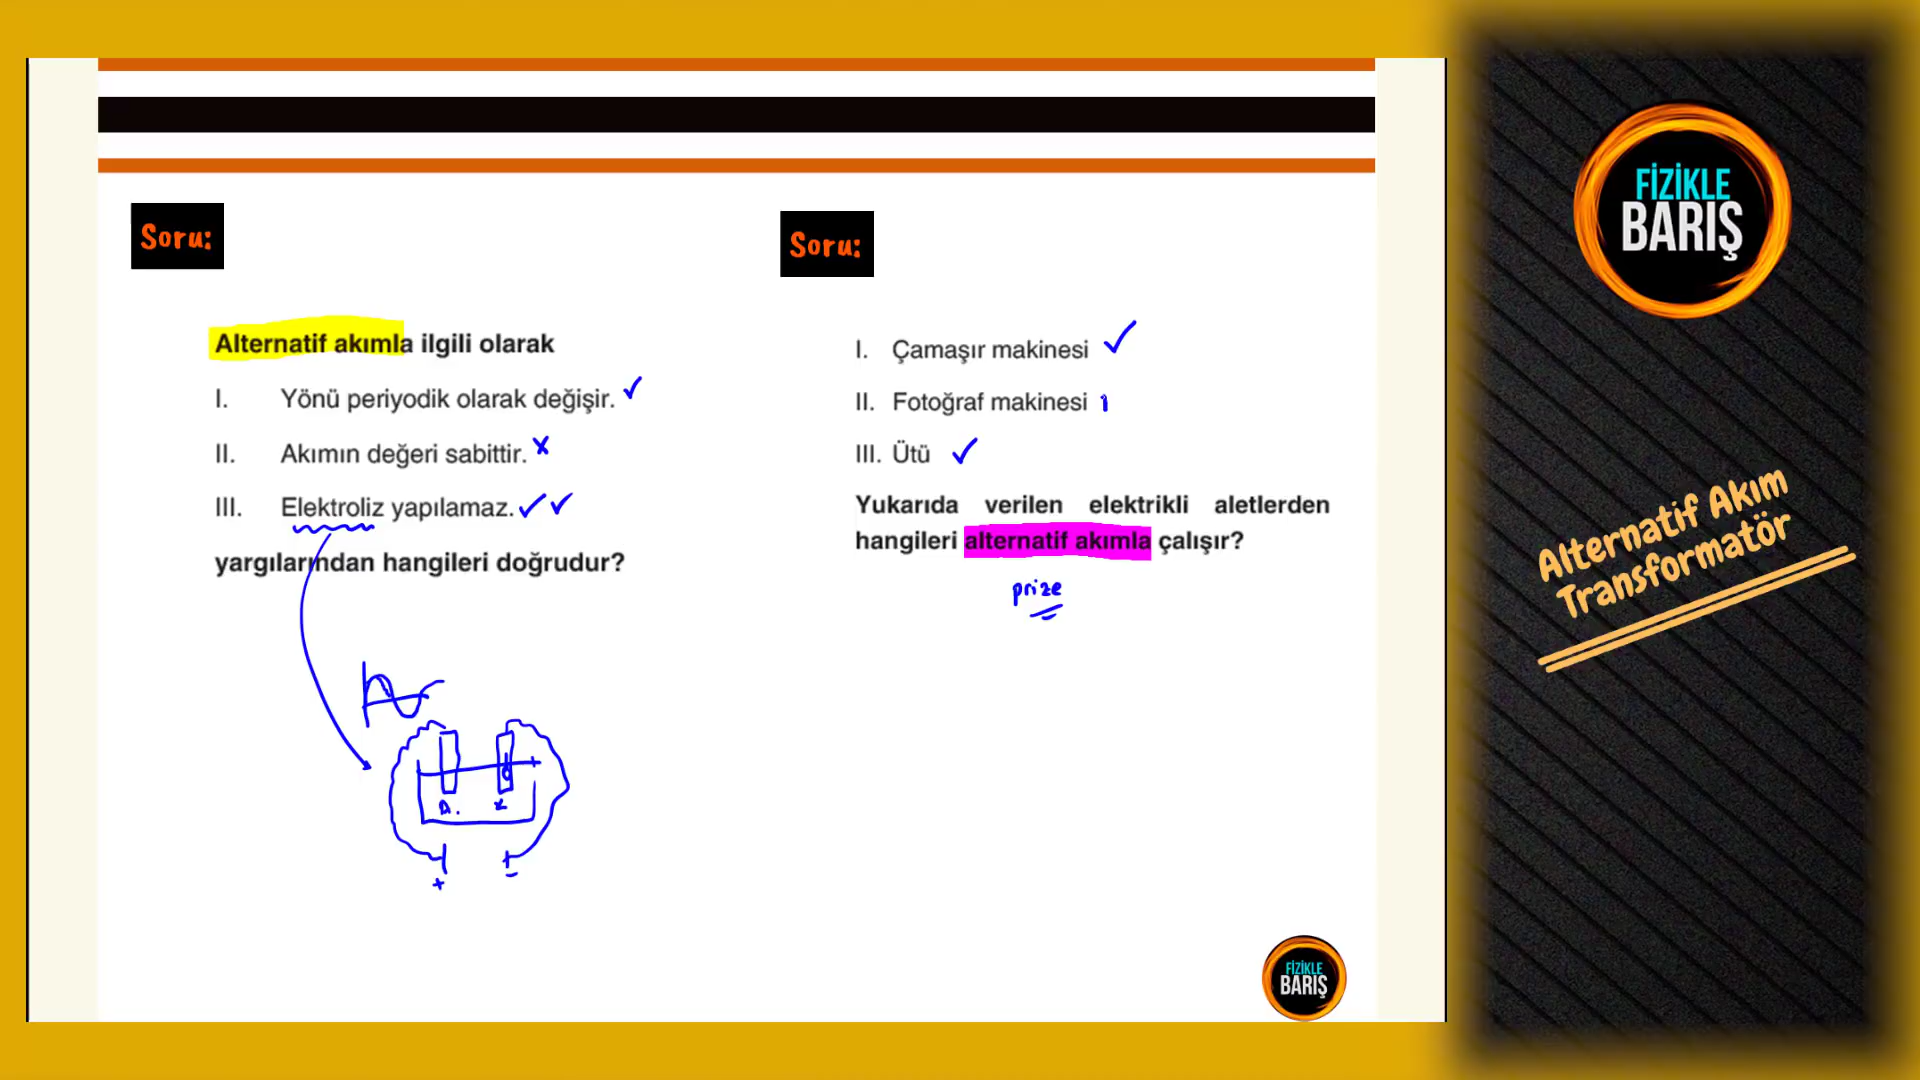 Soru:
Alternatif akımla ilgili olarak
I. Yönü periyodik olarak değişir. ✓
II. Akımın değeri sabittir. x
III. Elektroliz yapılamaz. ✓ ✓
yargılarından hangileri doğrudur?
A. K
+ -
Soru:
I. Çamaşır makinesi ✓
II. Fotoğraf makinesi
III. Ütü ✓
Yukarıda verilen elektrikli aletlerden
hangileri alternatif akımla çalışır?
prize
FİZİKLE
BARIŞ
FİZİKLE
BARIŞ
Alternatif Akım
Transformatör